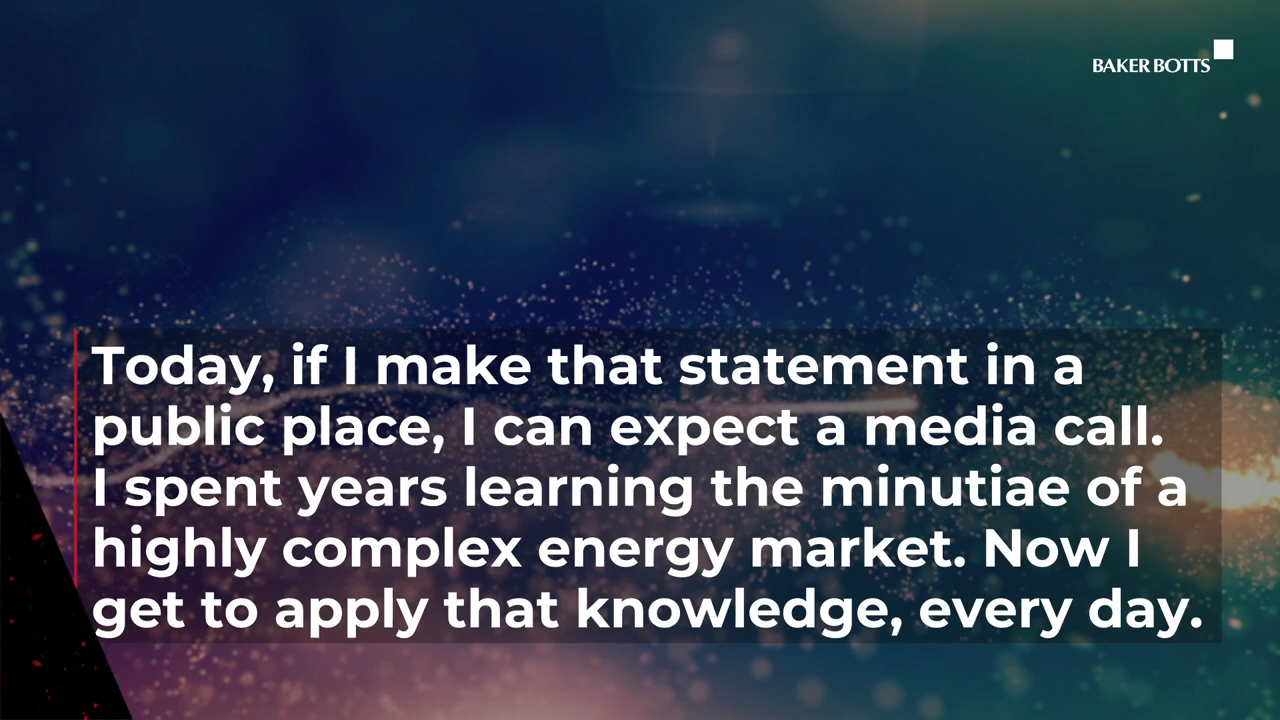 BAKER BOTTS
Today, if I make that statement in a
public place, I can expect a media call.
I spent years learning the minutiae of a
highly complex energy market. Now I
get to apply that knowledge, every day.